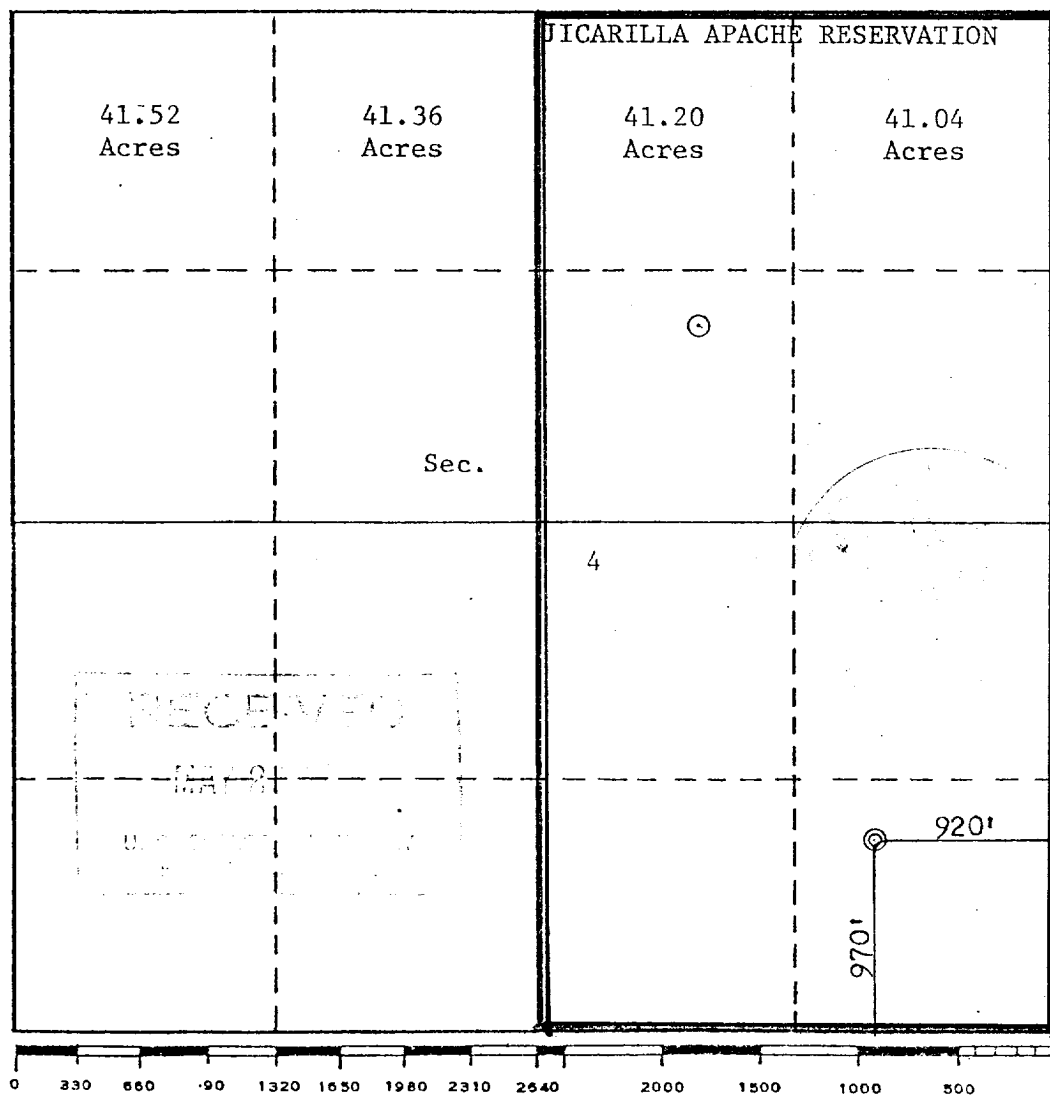 JICARILLA APACHE RESERVATION
41.52
Acres
41.36
Acres
41.20
Acres
41.04
Acres
Sec.
4
RECEIVED
920'
970'
0 330 660 .90 1320 1650 1980 2310 2640 2000 1500 1000 500